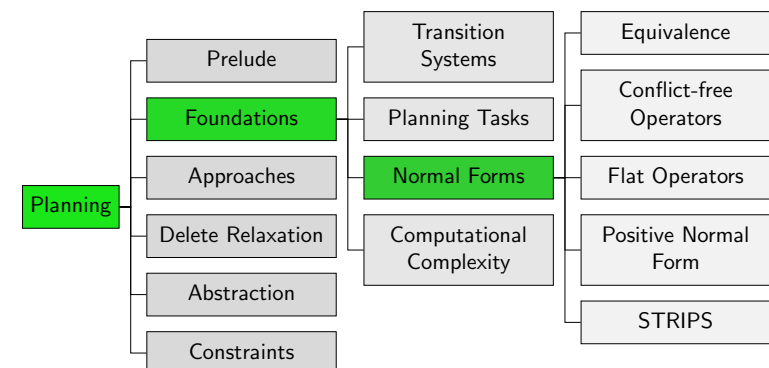 Planning
Prelude
Foundations
Approaches
Delete Relaxation
Abstraction
Constraints
Transition
Systems
Planning Tasks
Normal Forms
Computational
Complexity
Equivalence
Conflict-free
Operators
Flat Operators
Positive Normal
Form
STRIPS